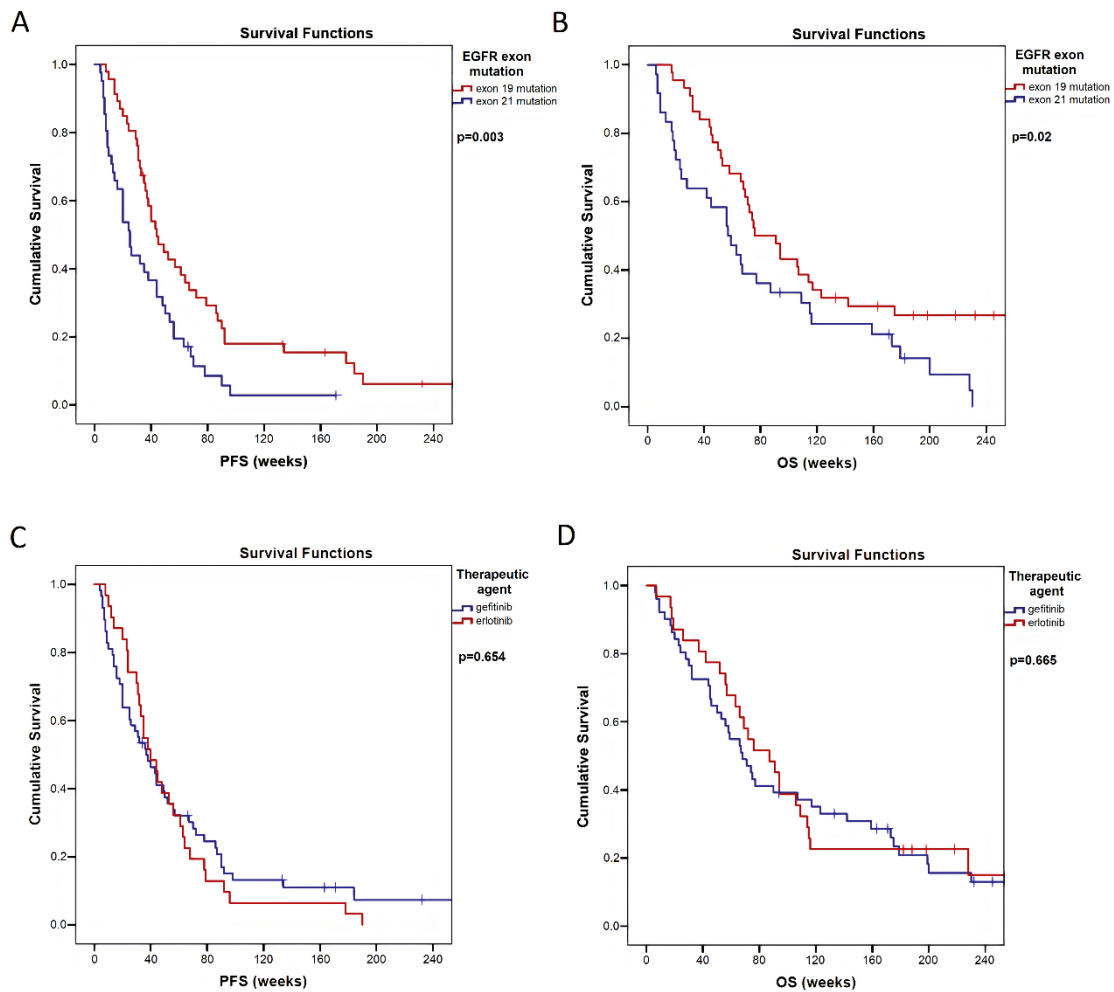 A
Survival Functions
EGFR exon
mutation
exon 19 mutation
exon 21 mutation
p=0.003
Cumulative Survival
1.0
0.8
0.6
0.4
0.2
0.0
0 40 80 120 160 200 240
PFS (weeks)
B
Survival Functions
EGFR exon
mutation
exon 19 mutation
exon 21 mutation
p=0.02
Cumulative Survival
1.0
0.8
0.6
0.4
0.2
0.0
0 40 80 120 160 200 240
OS (weeks)
C
Survival Functions
Therapeutic
agent
gefitinib
erlotinib
p=0.654
Cumulative Survival
1.0
0.8
0.6
0.4
0.2
0.0
0 40 80 120 160 200 240
PFS (weeks)
D
Survival Functions
Therapeutic
agent
gefitinib
erlotinib
p=0.665
Cumulative Survival
1.0
0.8
0.6
0.4
0.2
0.0
0 40 80 120 160 200 240
OS (weeks)